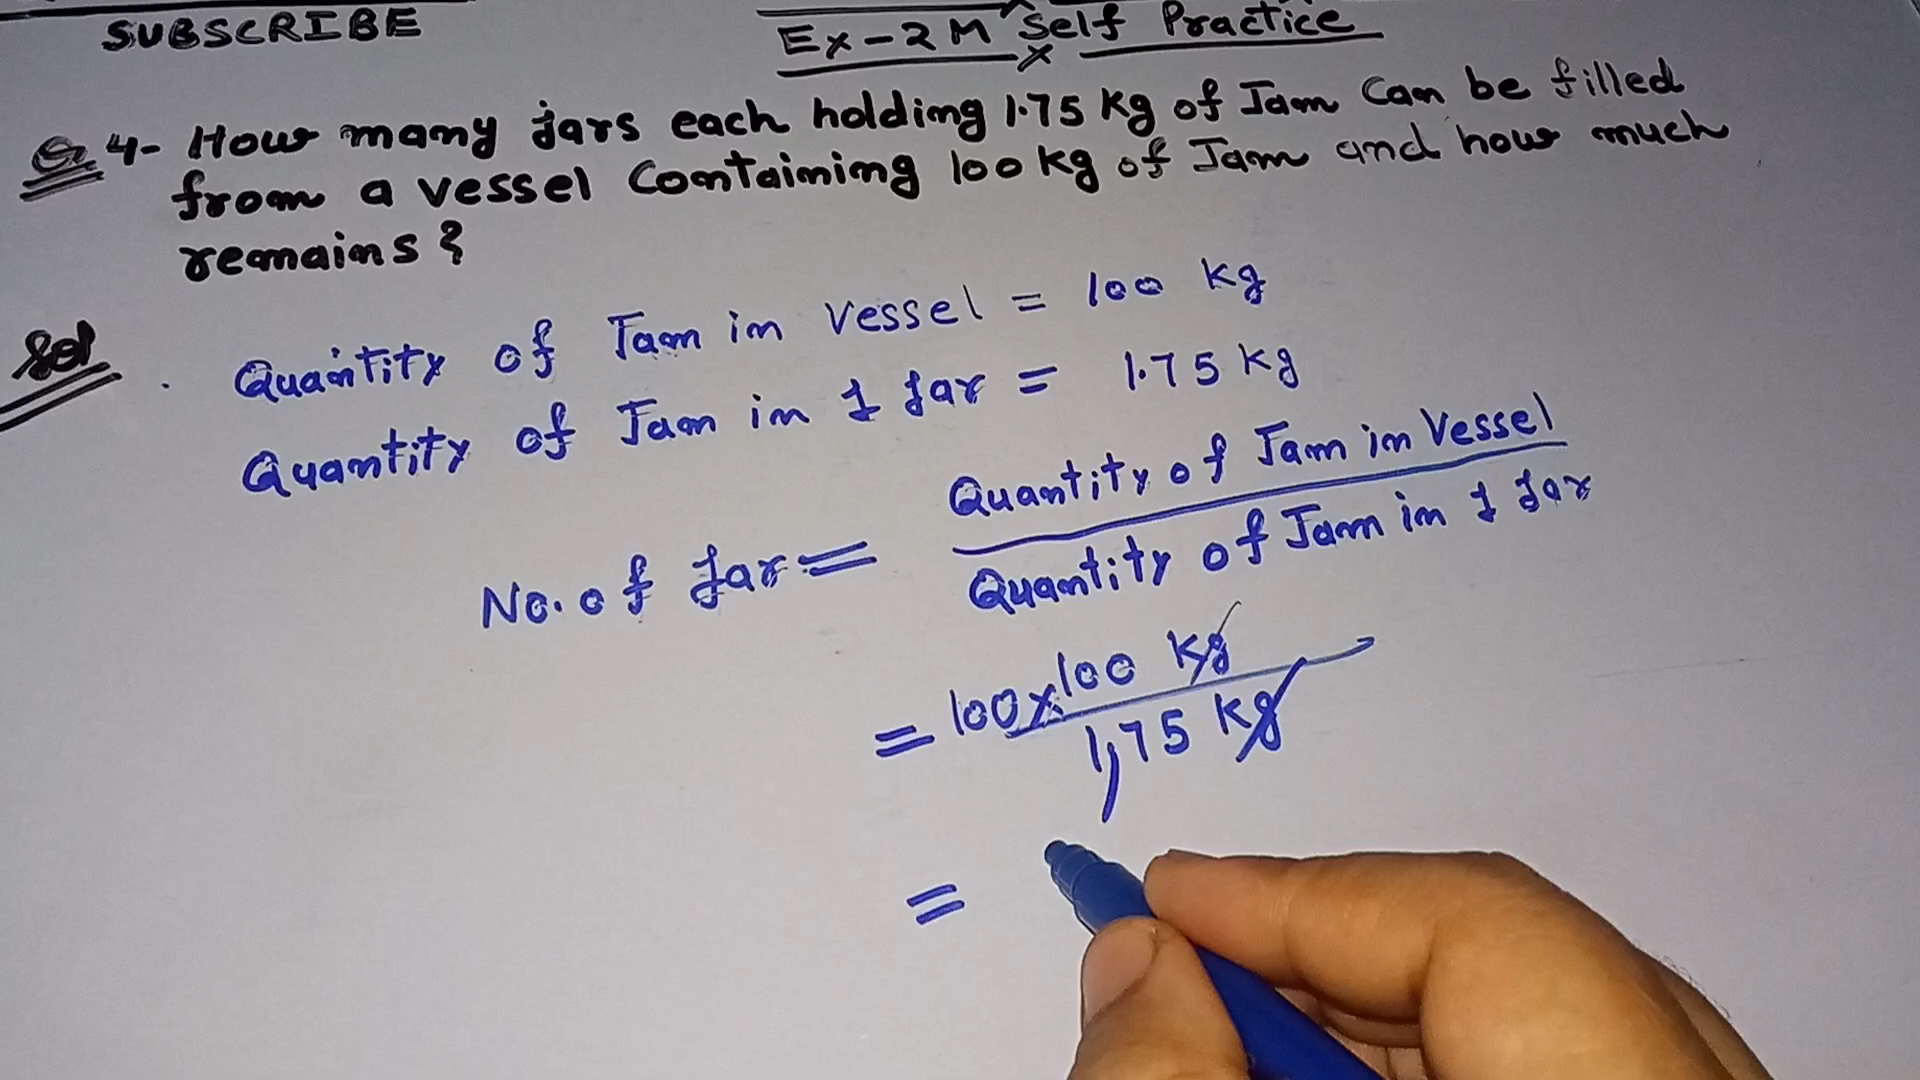 SUBSCRIBE
Ex-2M Self Practice
Q.4- How many jars each holding 1.75 Kg of Jam Can be filled
from a vessel Containing 100 kg of Jam and how much
remains?
Sol. Quantity of Jam in Vessel = 100 Kg
Quantity of Jam in 1 Jar = 1.75 Kg
No. of Jar = Quantity of Jam in Vessel
Quantity of Jam in 1 Jar
= 100x100 Kg
1,75 Kg
=